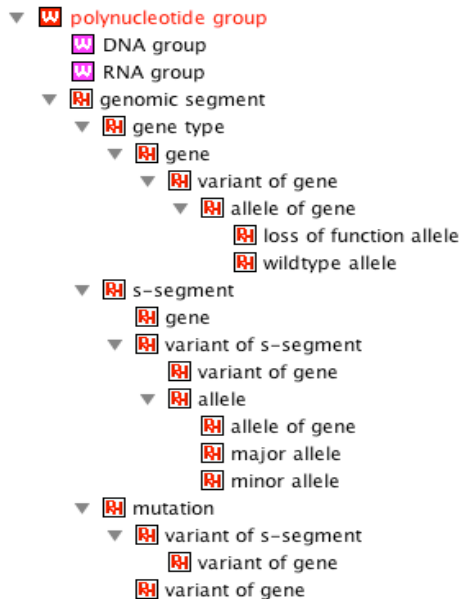 polynucleotide group
DNA group
RNA group
genomic segment
gene type
gene
variant of gene
allele of gene
loss of function allele
wildtype allele
s-segment
gene
variant of s-segment
variant of gene
allele
allele of gene
major allele
minor allele
mutation
variant of s-segment
variant of gene
variant of gene